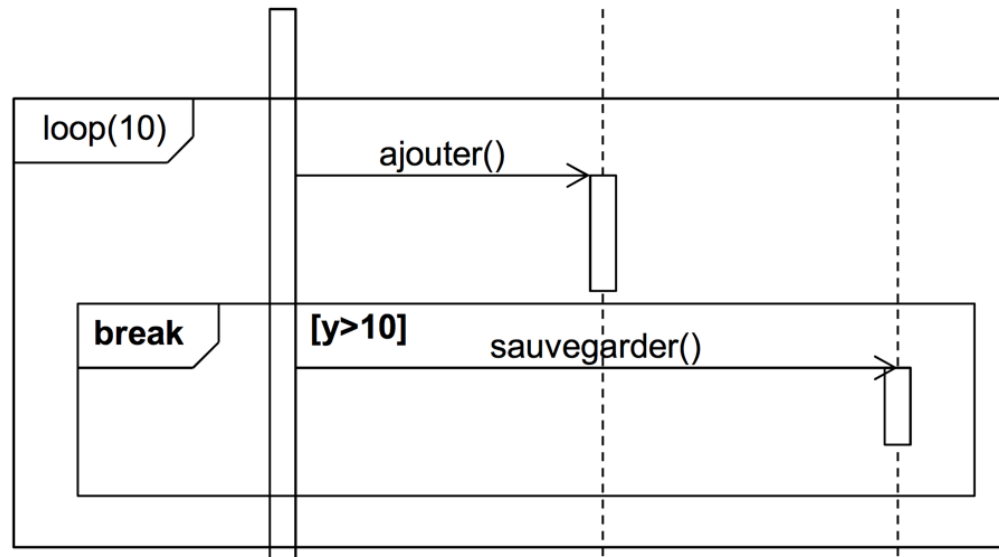 loop(10)
ajouter()
break
[y>10]
sauvegarder()